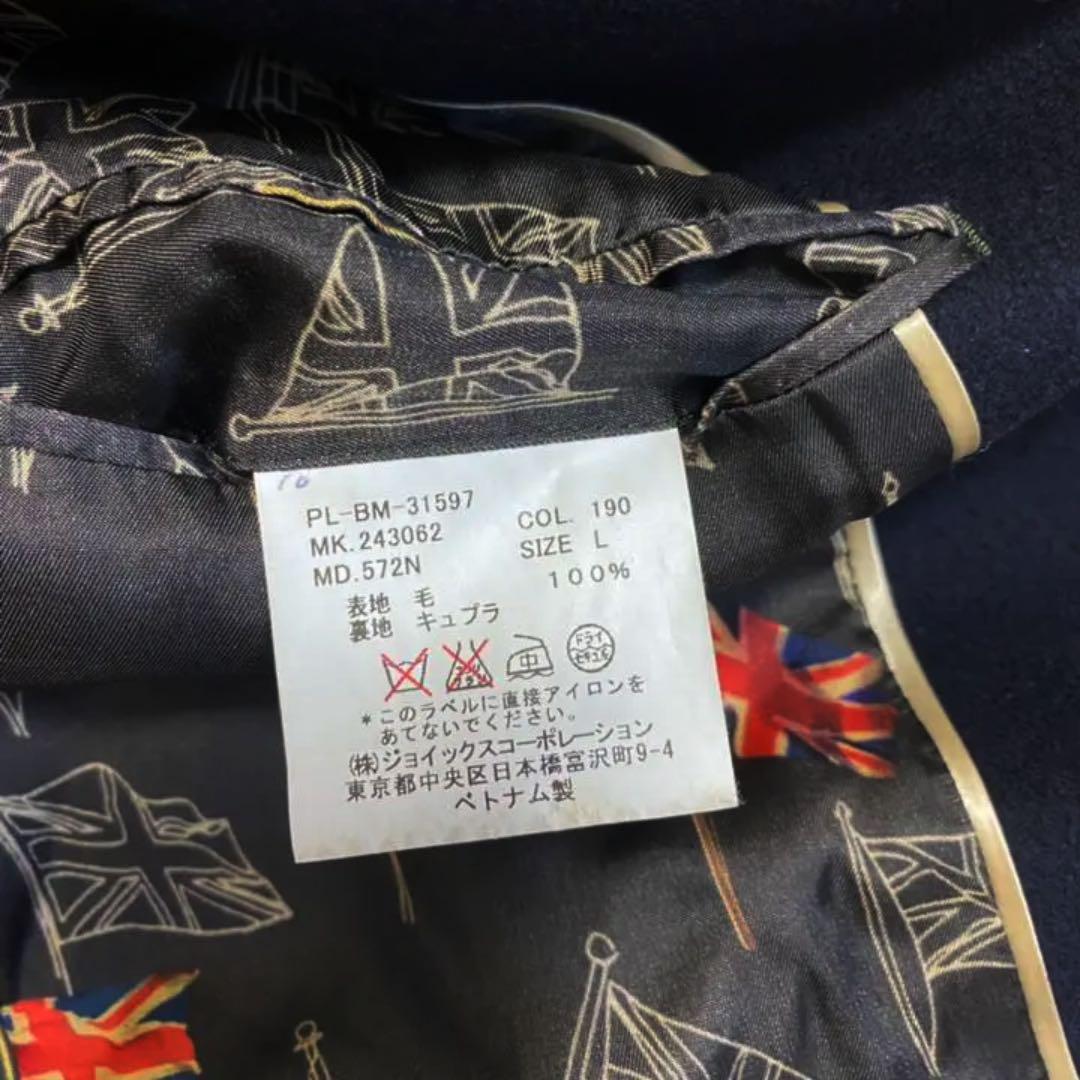 PL-BM-31597
MK.243062 COL. 190
MD.572N SIZE L
表地 毛 100%
裏地 キュプラ
中 ドライ
セキユ系
*このラベルに直接アイロンを
あてないでください。
(株)ジョイックスコーポレーション
東京都中央区日本橋富沢町9-4
ベトナム製